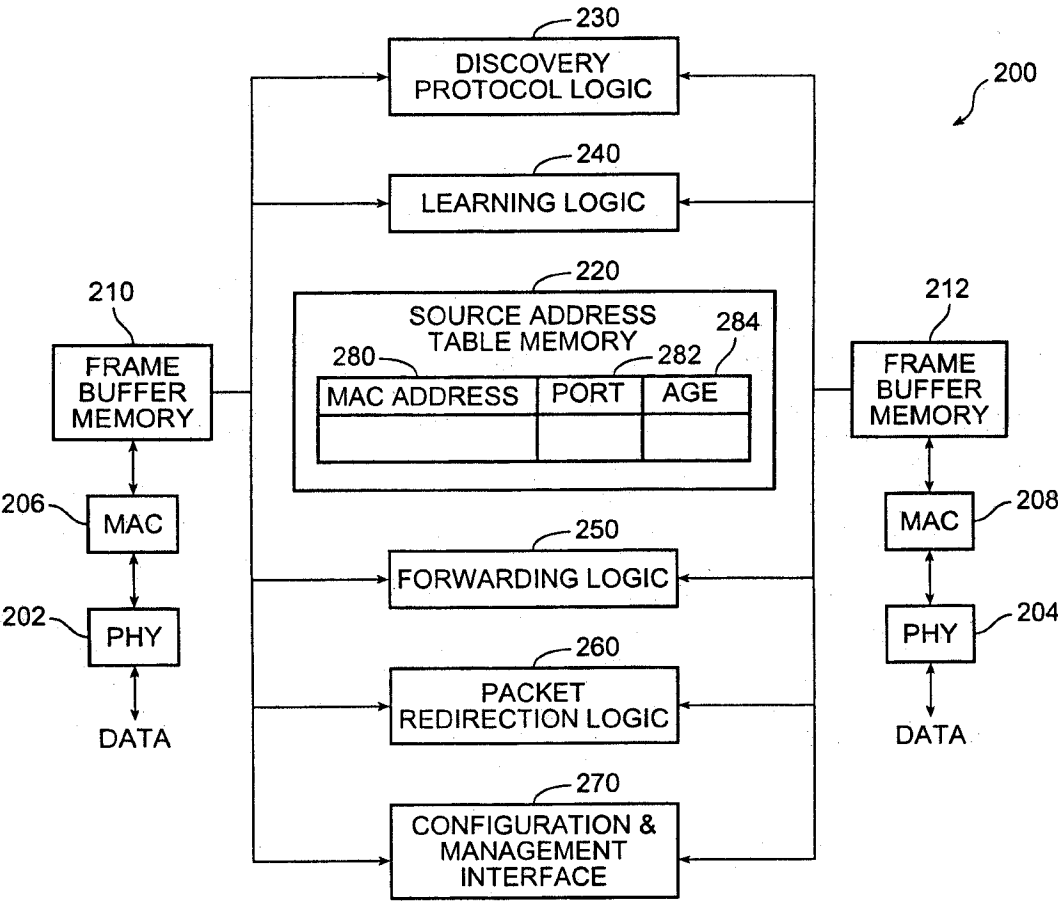 230
DISCOVERY
PROTOCOL LOGIC
200
240
LEARNING LOGIC
220
SOURCE ADDRESS
TABLE MEMORY
280
282
284
MAC ADDRESS
PORT
AGE
210
FRAME
BUFFER
MEMORY
212
FRAME
BUFFER
MEMORY
206
MAC
208
MAC
250
FORWARDING LOGIC
202
PHY
204
PHY
260
PACKET
REDIRECTION LOGIC
DATA
DATA
270
CONFIGURATION &
MANAGEMENT
INTERFACE